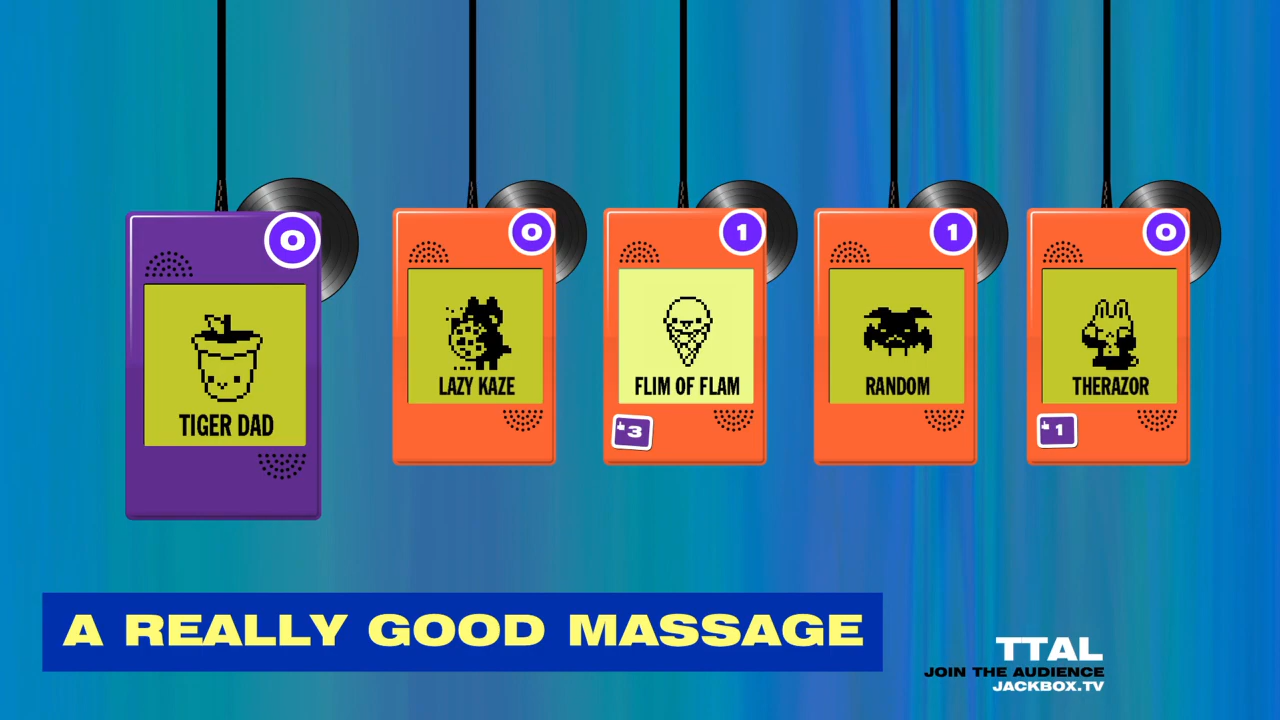 0
TIGER DAD
0
LAZY KAZE
1
FLIM OF FLAM
3
1
RANDOM
0
THERAZOR
1
A REALLY GOOD MASSAGE
TTAL
JOIN THE AUDIENCE
JACKBOX.TV